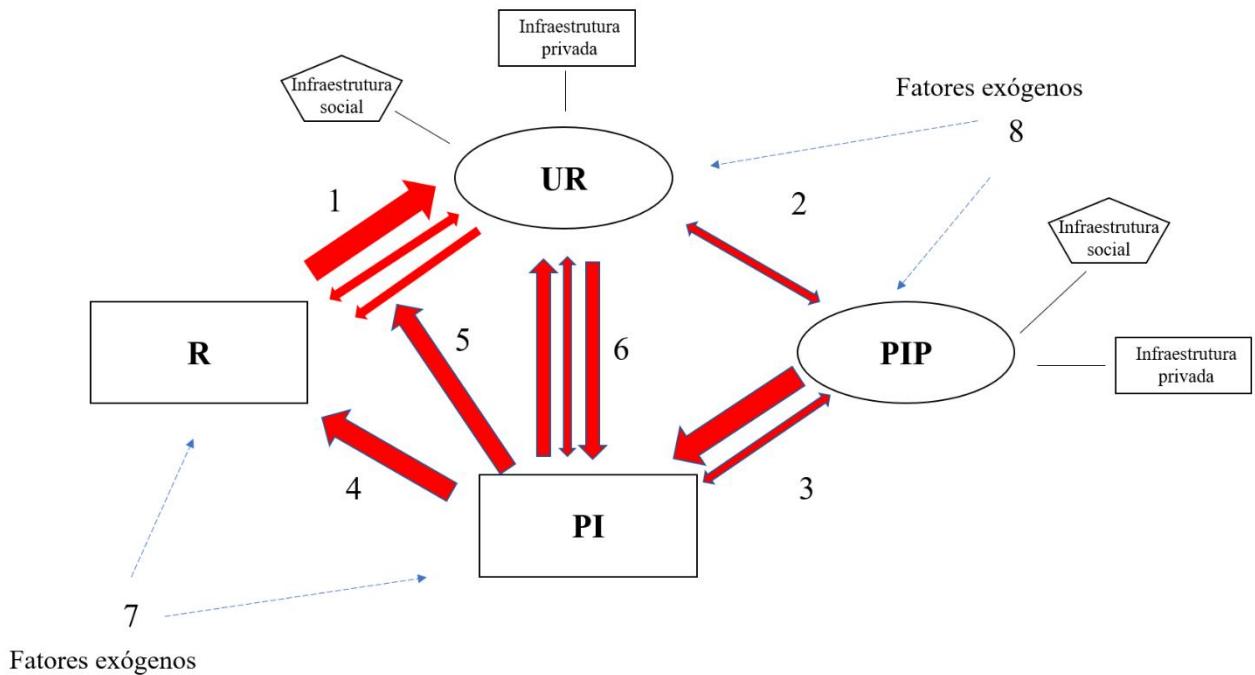 Infraestrutura
privada
Infraestrutura
social
Fatores exógenos
8
UR
1
2
Infraestrutura
social
R
5
6
PIP
Infraestrutura
privada
4
3
PI
7
Fatores exógenos